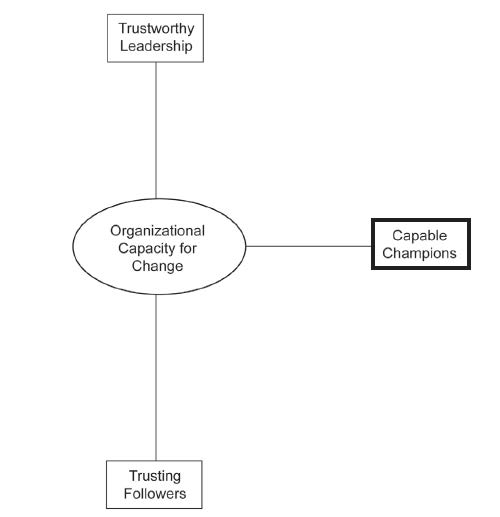 Trustworthy
Leadership
Organizational
Capacity for
Change
Capable
Champions
Trusting
Followers